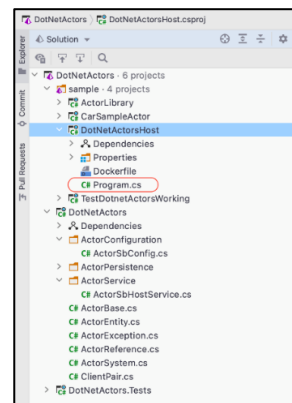 DotNetActors > DotNetActorsHost.csproj
Explorer
Commit
Pull Requests
Solution
DotNetActors · 6 projects
sample · 4 projects
ActorLibrary
CarSampleActor
DotNetActorsHost
Dependencies
Properties
Dockerfile
C# Program.cs
TestDotnetActorsWorking
DotNetActors
Dependencies
ActorConfiguration
C# ActorSbConfig.cs
ActorPersistence
ActorService
C# ActorSbHostService.cs
C# ActorBase.cs
C# ActorEntity.cs
C# ActorException.cs
C# ActorReference.cs
C# ActorSystem.cs
C# ClientPair.cs
DotNetActors.Tests